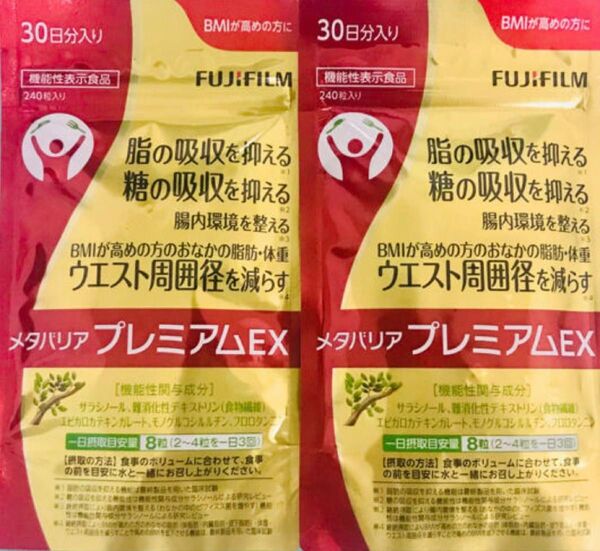 30日分入り
BMIが高めの方に
機能性表示食品
240粒入り
FUJIFILM
脂の吸収を抑える
※1
糖の吸収を抑える
※2
腸内環境を整える
※3
BMIが高めの方のおなかの脂肪・体重
ウエスト周囲径を減らす
※4
メタバリア プレミアムEX
［機能性関与成分］
サラシノール、難消化性デキストリン(食物繊維)
エピガロカテキンガレート、モノグルコシルルチン、フロロタンニン
一日摂取目安量 8粒(2〜4粒を一日3回)
【摂取の方法】食事のボリュームに合わせて、食事
の前を目安に水と一緒にお召し上がりください。
30日分入り
BMIが高めの方に
機能性表示食品
240粒入り
FUJIFILM
脂の吸収を抑える
※1
糖の吸収を抑える
※2
腸内環境を整える
※3
BMIが高めの方のおなかの脂肪・体重
ウエスト周囲径を減らす
※4
メタバリア プレミアムEX
［機能性関与成分］
サラシノール、難消化性デキストリン(食物繊維)
エピガロカテキンガレート、モノグルコシルルチン、フロロタンニン
一日摂取目安量 8粒(2〜4粒を一日3回)
【摂取の方法】食事のボリュームに合わせて、食事
の前を目安に水と一緒にお召し上がりください。